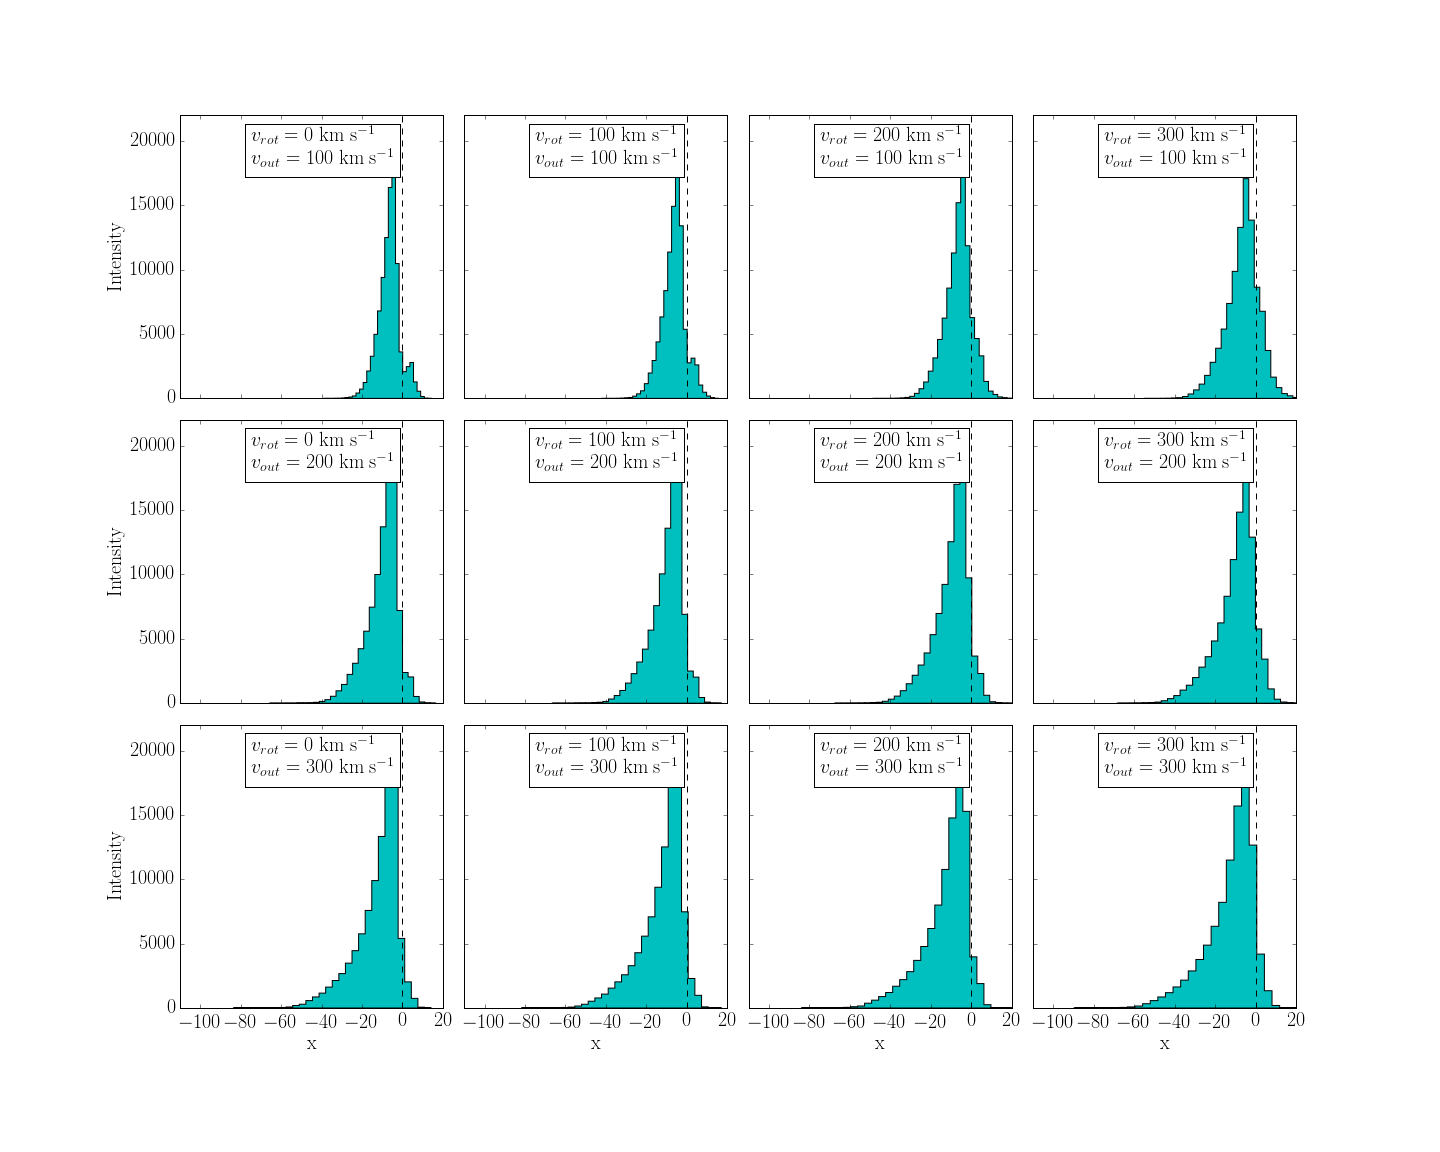 v_rot = 0 km s⁻¹
v_out = 100 km s⁻¹
v_rot = 100 km s⁻¹
v_out = 100 km s⁻¹
v_rot = 200 km s⁻¹
v_out = 100 km s⁻¹
v_rot = 300 km s⁻¹
v_out = 100 km s⁻¹
20000
15000
10000
5000
0
Intensity
v_rot = 0 km s⁻¹
v_out = 200 km s⁻¹
v_rot = 100 km s⁻¹
v_out = 200 km s⁻¹
v_rot = 200 km s⁻¹
v_out = 200 km s⁻¹
v_rot = 300 km s⁻¹
v_out = 200 km s⁻¹
20000
15000
10000
5000
0
Intensity
v_rot = 0 km s⁻¹
v_out = 300 km s⁻¹
v_rot = 100 km s⁻¹
v_out = 300 km s⁻¹
v_rot = 200 km s⁻¹
v_out = 300 km s⁻¹
v_rot = 300 km s⁻¹
v_out = 300 km s⁻¹
20000
15000
10000
5000
0
Intensity
−100 −80 −60 −40 −20 0 20
−100 −80 −60 −40 −20 0 20
−100 −80 −60 −40 −20 0 20
−100 −80 −60 −40 −20 0 20
x
x
x
x